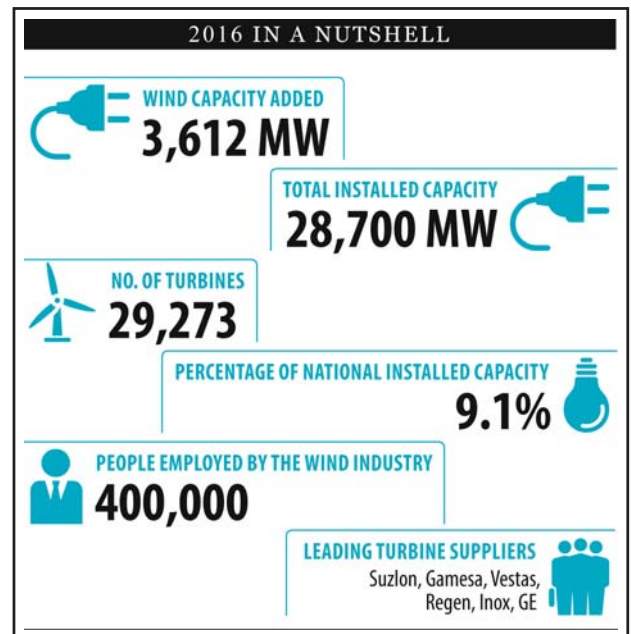 2016 IN A NUTSHELL
WIND CAPACITY ADDED
3,612 MW
TOTAL INSTALLED CAPACITY
28,700 MW
NO. OF TURBINES
29,273
PERCENTAGE OF NATIONAL INSTALLED CAPACITY
9.1%
PEOPLE EMPLOYED BY THE WIND INDUSTRY
400,000
LEADING TURBINE SUPPLIERS
Suzlon, Gamesa, Vestas,
Regen, Inox, GE